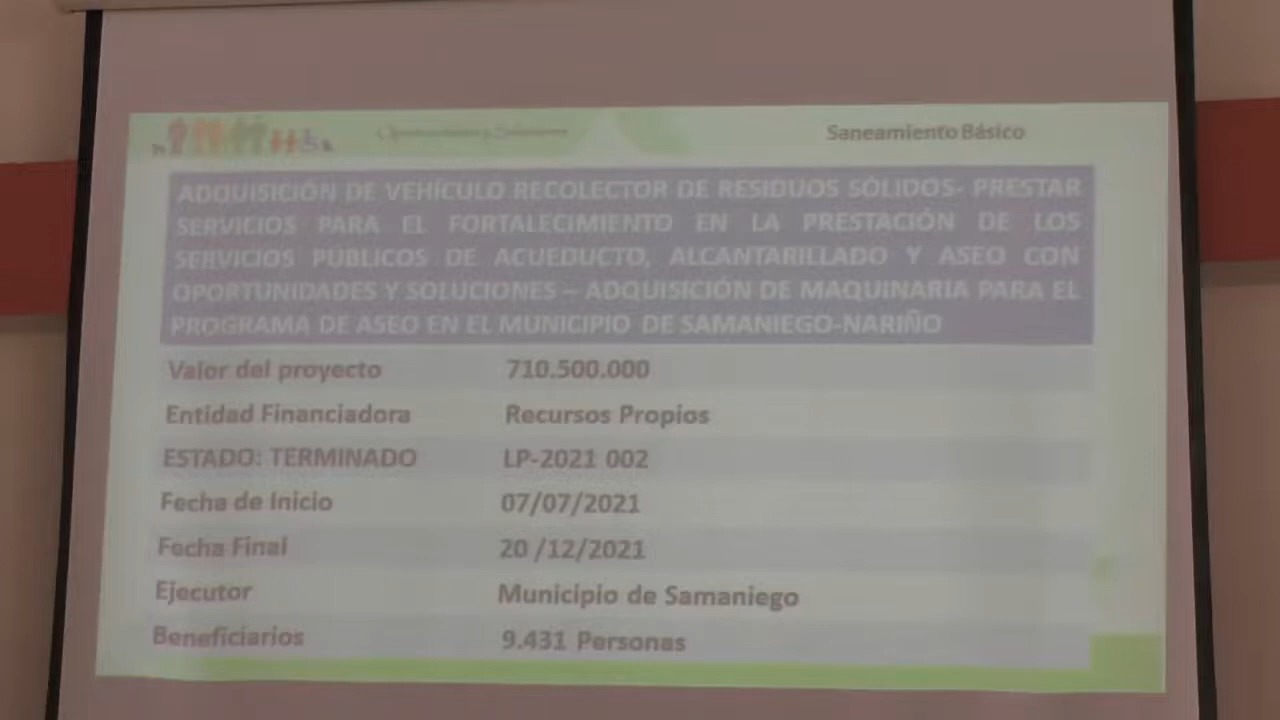 Oportunidades y Soluciones
Saneamiento Básico
ADQUISICIÓN DE VEHÍCULO RECOLECTOR DE RESIDUOS SÓLIDOS- PRESTAR
SERVICIOS PARA EL FORTALECIMIENTO EN LA PRESTACIÓN DE LOS
SERVICIOS PÚBLICOS DE ACUEDUCTO, ALCANTARILLADO Y ASEO CON
OPORTUNIDADES Y SOLUCIONES – ADQUISICIÓN DE MAQUINARIA PARA EL
PROGRAMA DE ASEO EN EL MUNICIPIO DE SAMANIEGO-NARIÑO
Valor del proyecto 710.500.000
Entidad Financiadora Recursos Propios
ESTADO: TERMINADO LP-2021 002
Fecha de Inicio 07/07/2021
Fecha Final 20 /12/2021
Ejecutor Municipio de Samaniego
Beneficiarios 9.431 Personas